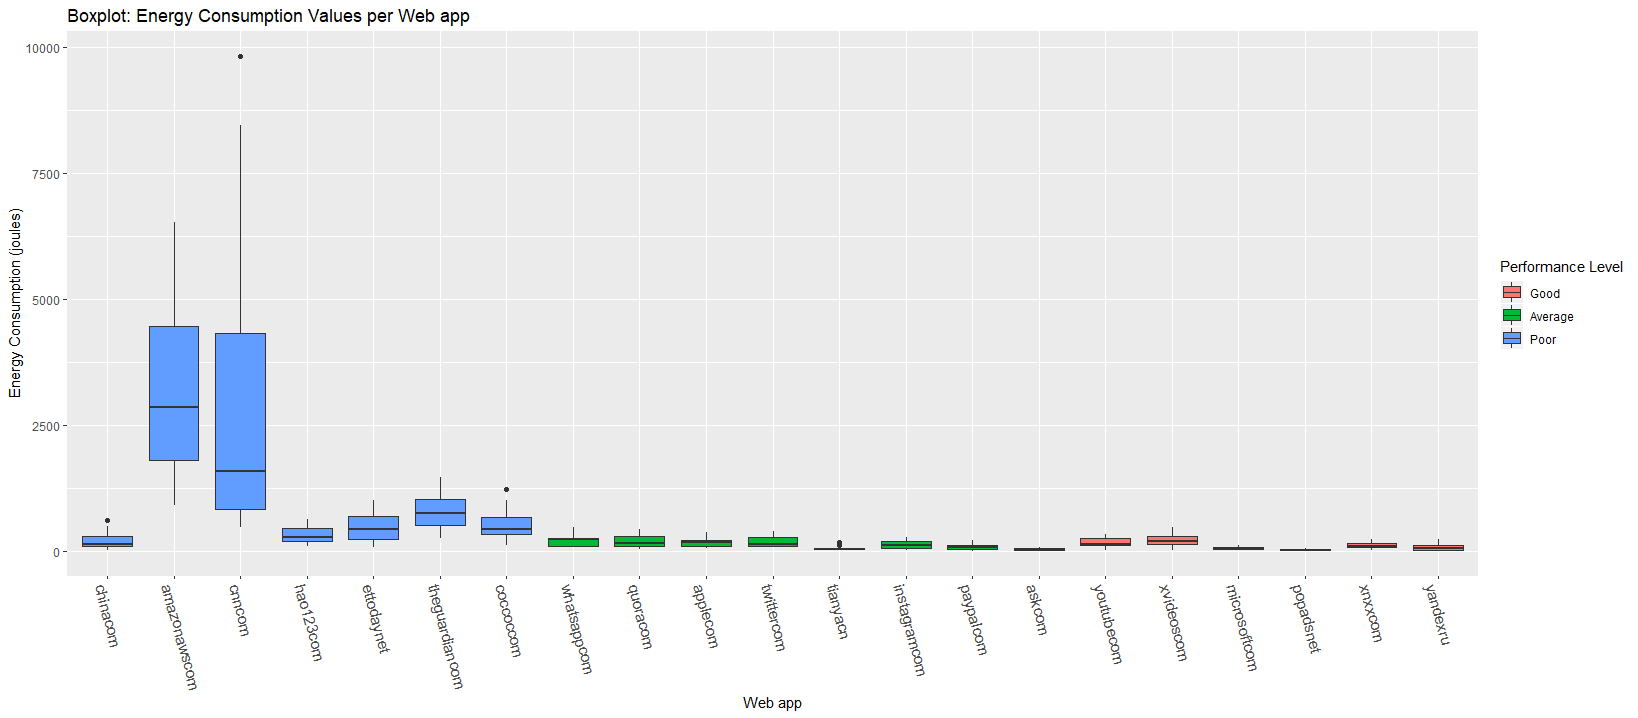 Boxplot: Energy Consumption Values per Web app
Energy Consumption (joules)
10000
7500
5000
2500
0
chinacom
amazonawscom
cnncom
hao123com
ettodaynet
theguardiancom
coccoccom
whatsappcom
quoracom
applecom
twittercom
tianyacn
instagramcom
paypalcom
askcom
youtubecom
xvideoscom
microsoftcom
popadsnet
xnxxcom
yandexru
Web app
Performance Level
Good
Average
Poor